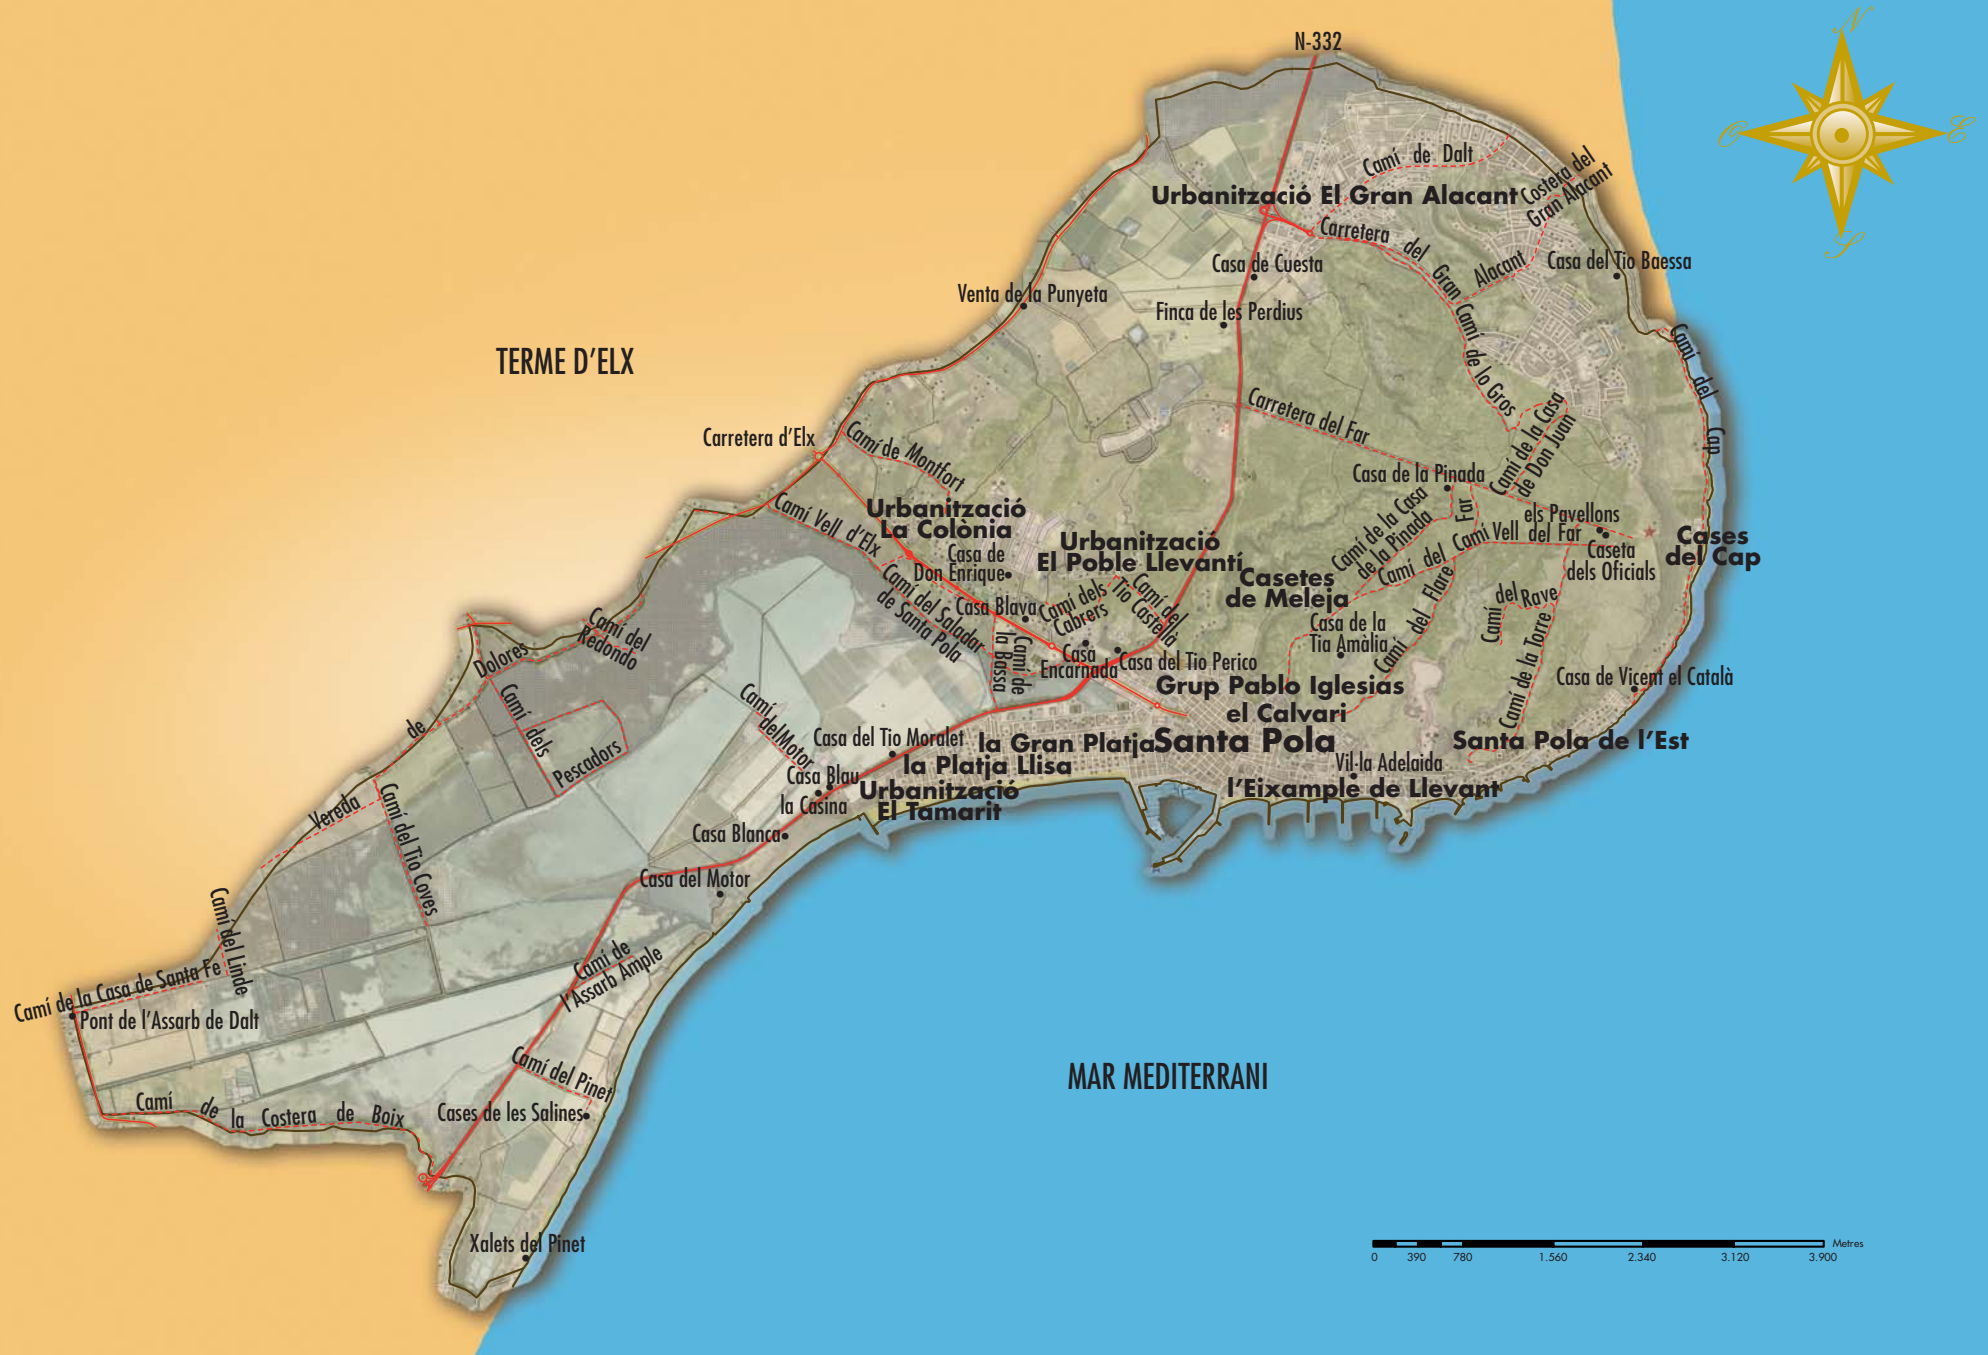 N-332
N
O
E
S
Camí de Dalt
Costera del
Gran Alacant
Urbanització El Gran Alacant
Carretera del Gran Alacant
Casa de Cuesta
Casa del Tio Baessa
Venta de la Punyeta
Finca de les Perdius
Camí de lo Gros
Camí del Cap
TERME D'ELX
Carretera d'Elx
Camí de Montfort
Carretera del Far
Camí de la Casa
de Don Juan
Casa de la Pinada
Camí de la Casa
de la Pinada
Camí Vell d'Elx
Urbanització
La Colònia
Urbanització
El Poble Llevantí
Casa de
Don Enrique
els Pavellons
Camí del Far
Camí Vell del Far
Caseta
dels Oficials
Cases
del Cap
Casetes
de Meleja
Camí del Saladar
de Santa Pola
Casa Blava
Camí dels
Cabrers
Camí del
Tio Castellà
Camí del Flare
Camí del Rave
Casa de la
Tia Amàlia
Camí de la Torre
Camí del
Redondo
Camí de
la Bassa
Casa
Encarnada
Casa del Tio Perico
Casa de Vicent el Català
Grup Pablo Iglesias
el Calvari
Vereda de Dolores
Camí dels Pescadors
Camí del Motor
Casa del Tio Moralet
la Gran Platja
Santa Pola
Santa Pola de l'Est
la Platja Llisa
Vil·la Adelaida
Casa Blau
la Casina
Urbanització
El Tamarit
l'Eixample de Llevant
Camí del Tio Coves
Casa Blanca
Casa del Motor
Camí del Linde
Camí de la Casa de Santa Fe
Pont de l'Assarb de Dalt
Camí de
l'Assarb Ample
Camí del Pinet
Camí de la Costera de Boix
Cases de les Salines
MAR MEDITERRANI
Xalets del Pinet
Metres
0 390 780 1.560 2.340 3.120 3.900